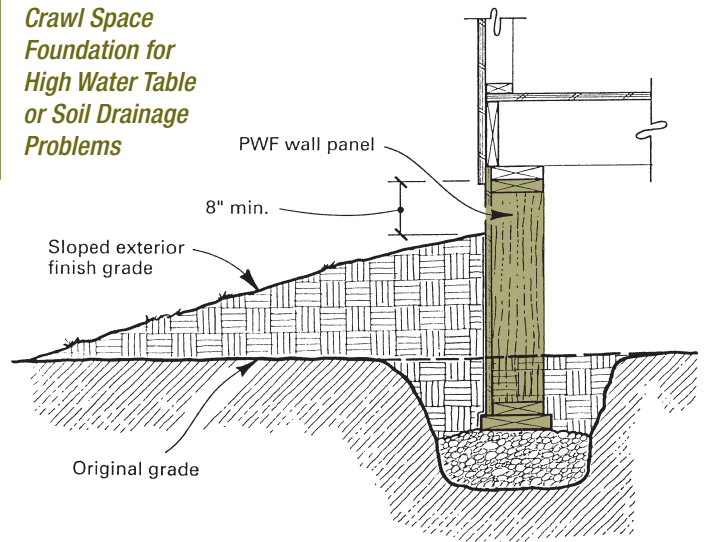 Crawl Space
Foundation for
High Water Table
or Soil Drainage
Problems
PWF wall panel
8" min.
Sloped exterior
finish grade
Original grade